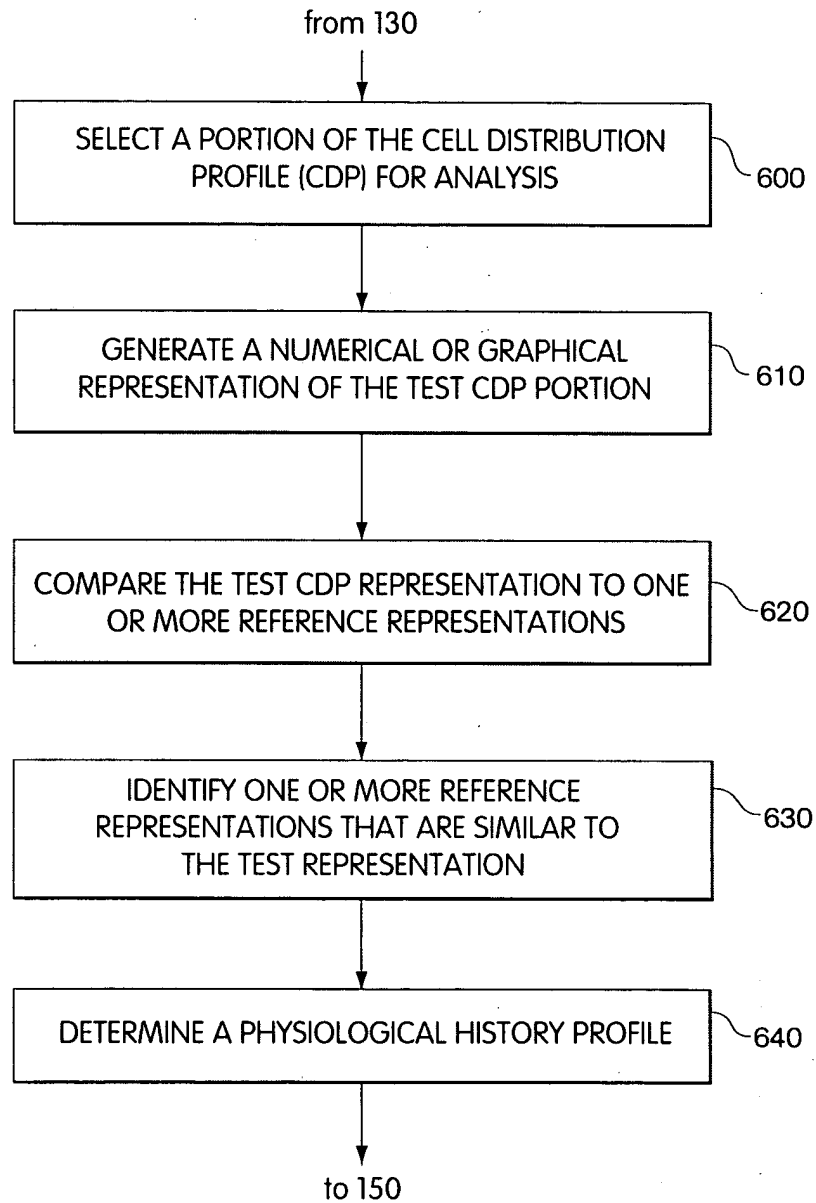 from 130
SELECT A PORTION OF THE CELL DISTRIBUTION
PROFILE (CDP) FOR ANALYSIS
600
GENERATE A NUMERICAL OR GRAPHICAL
REPRESENTATION OF THE TEST CDP PORTION
610
COMPARE THE TEST CDP REPRESENTATION TO ONE
OR MORE REFERENCE REPRESENTATIONS
620
IDENTIFY ONE OR MORE REFERENCE
REPRESENTATIONS THAT ARE SIMILAR TO
THE TEST REPRESENTATION
630
DETERMINE A PHYSIOLOGICAL HISTORY PROFILE
640
to 150